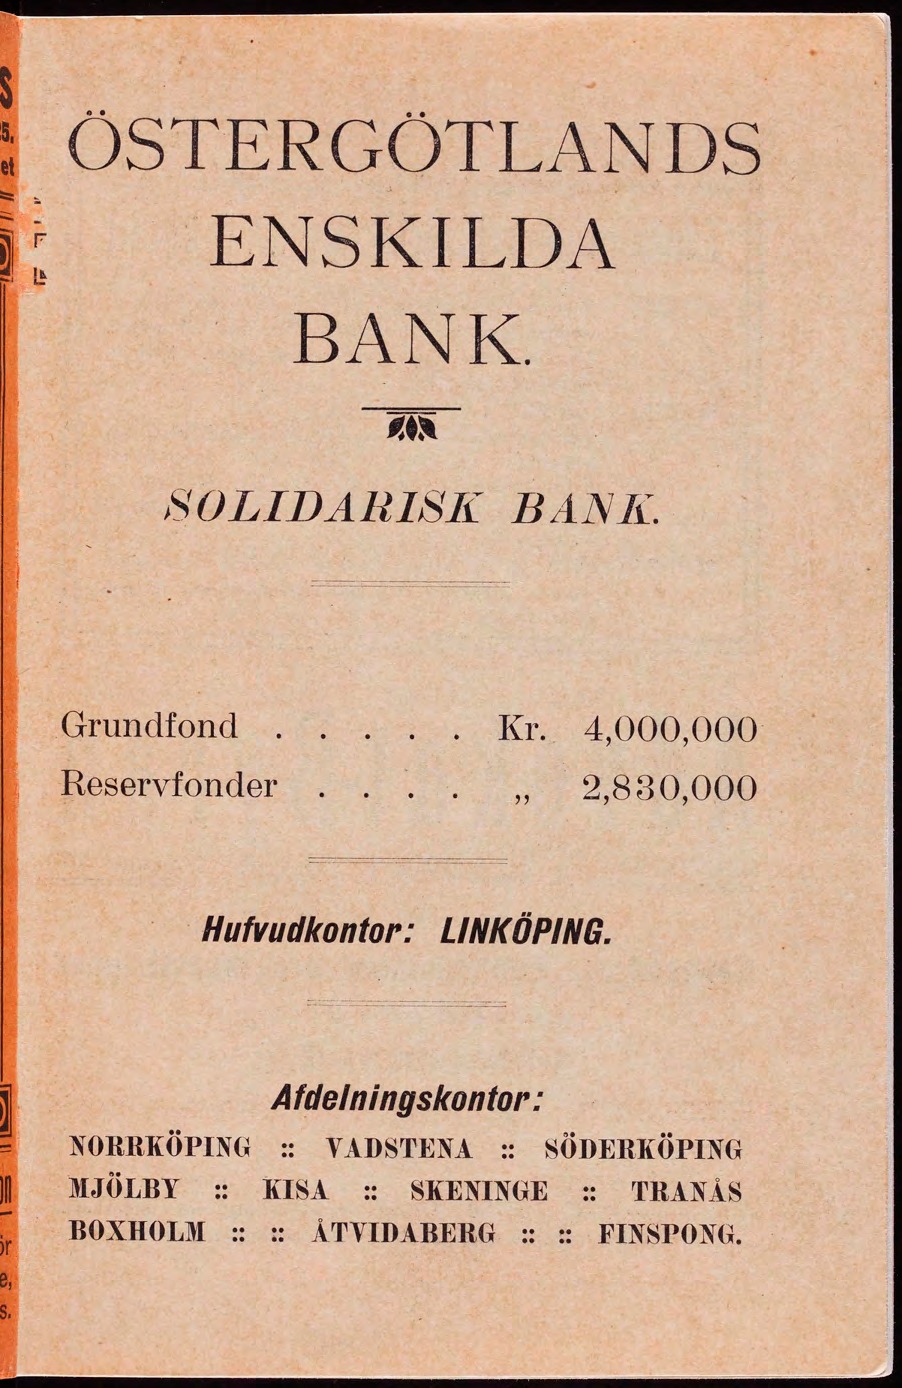 ÖSTERGÖTLANDS
ENSKILDA
BANK.
SOLIDARISK BANK.
Grundfond . . . . . Kr. 4,000,000
Reservfonder . . . . „ 2,830,000
Hufvudkontor: LINKÖPING.
Afdelningskontor:
NORRKÖPING :: VADSTENA :: SÖDERKÖPING
MJÖLBY :: KISA :: SKENINGE :: TRANÅS
BOXHOLM :: :: ÅTVIDABERG :: :: FINSPONG.